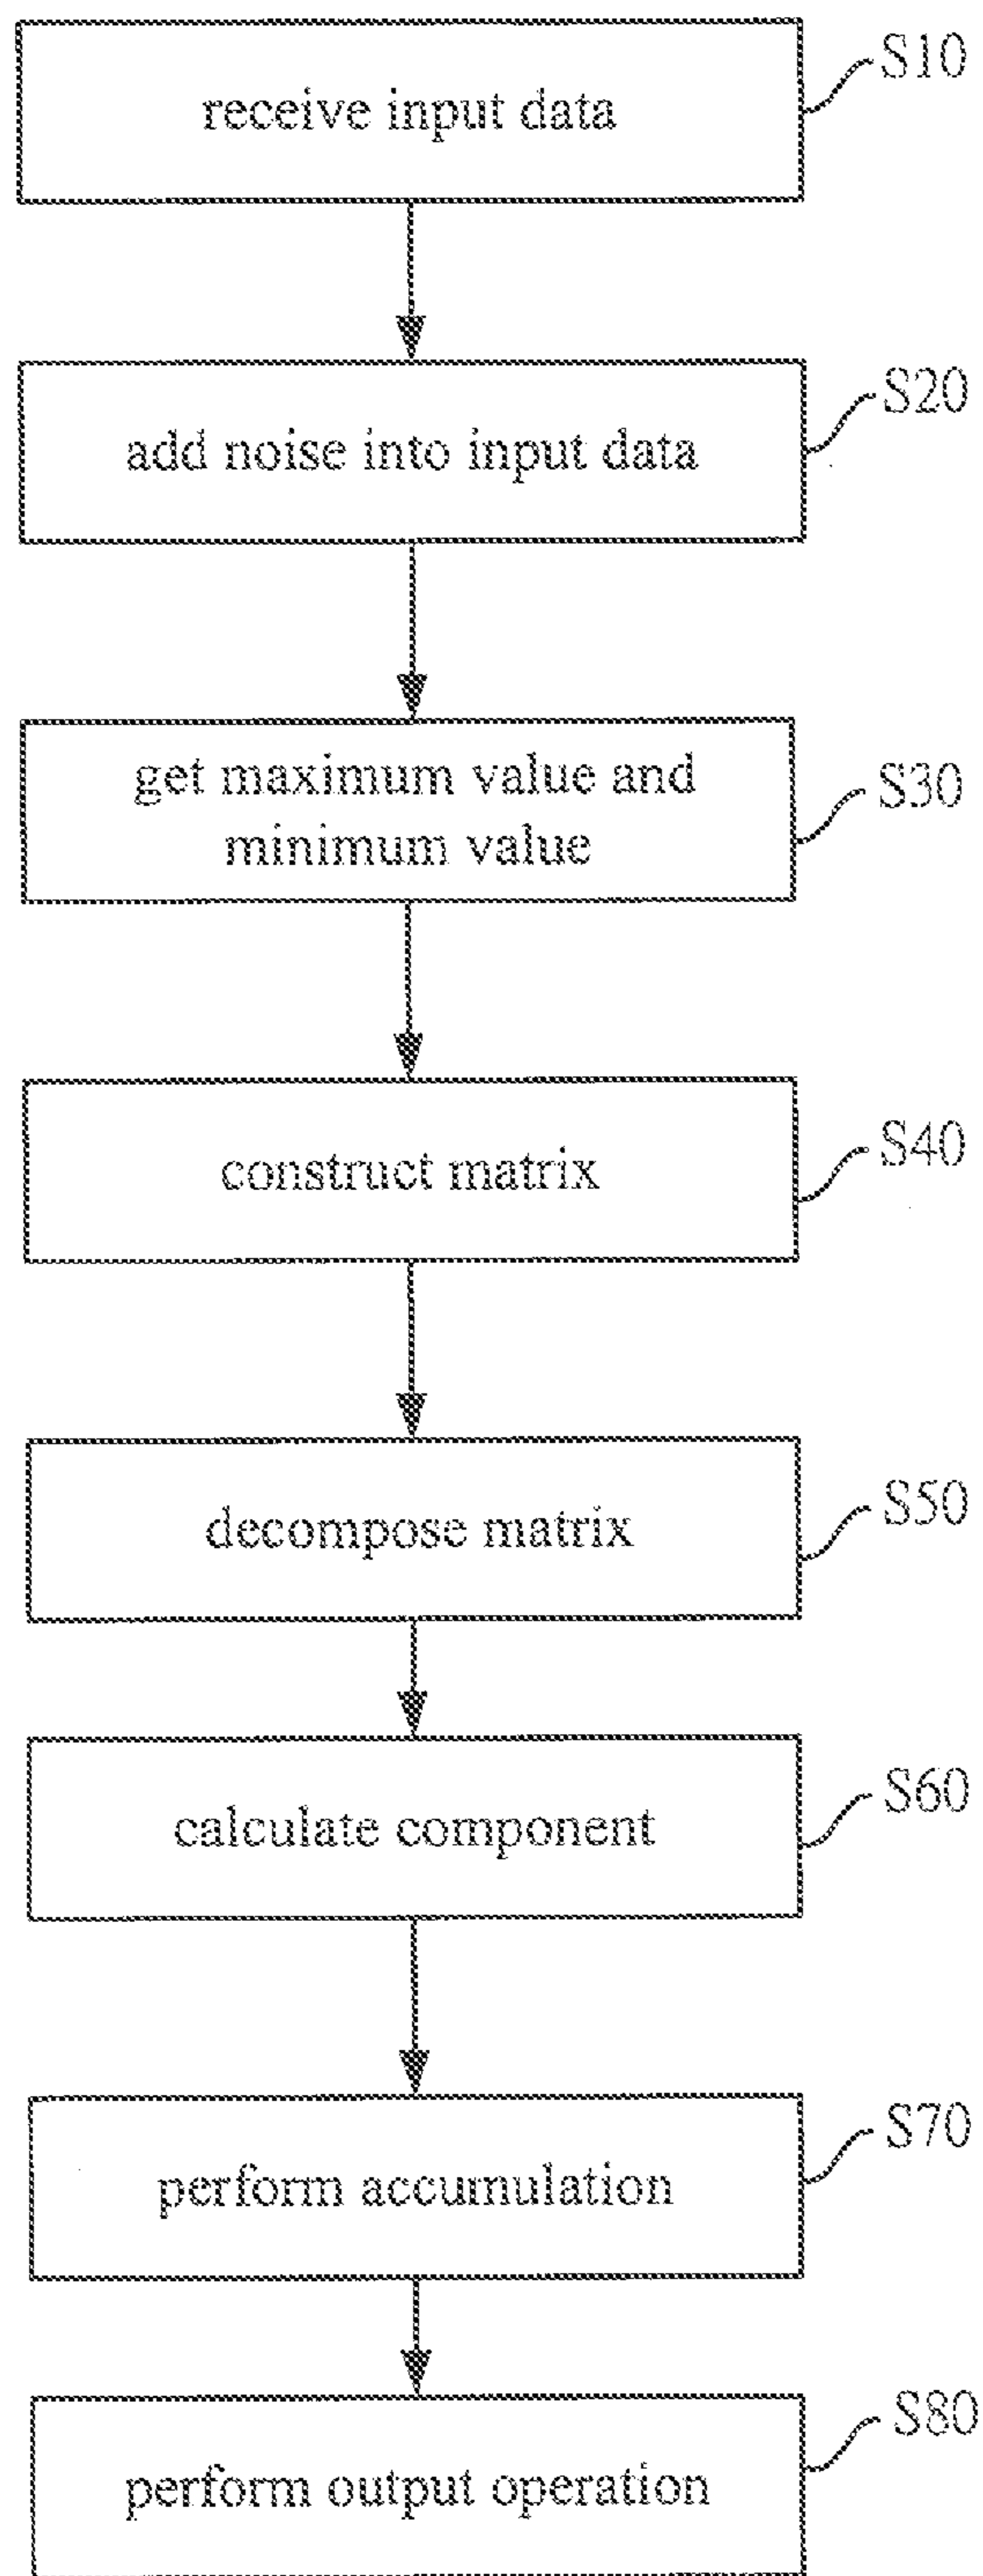 receive input data
S10
add noise into input data
S20
get maximum value and
minimum value
S30
construct matrix
S40
decompose matrix
S50
calculate component
S60
perform accumulation
S70
perform output operation
S80